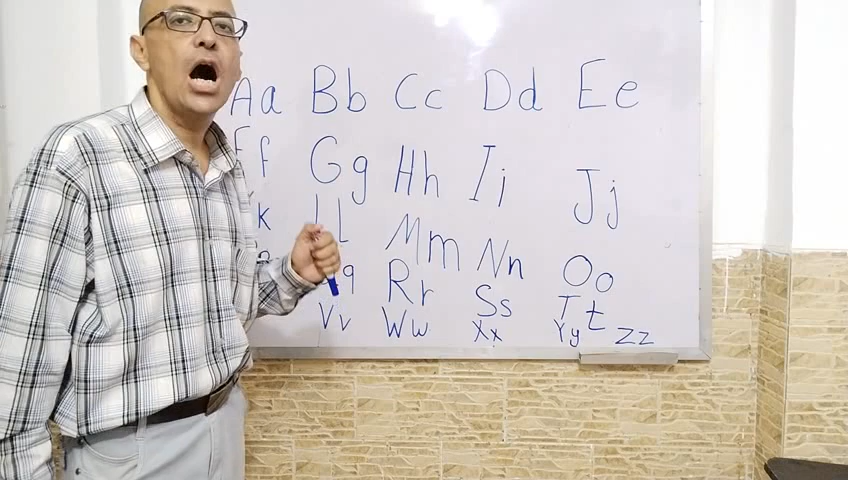 Aa Bb Cc Dd Ee
Ff Gg Hh Ii Jj
k Ll Mm Nn Oo
q Rr Ss Tt
Vv Ww Xx Yy Zz